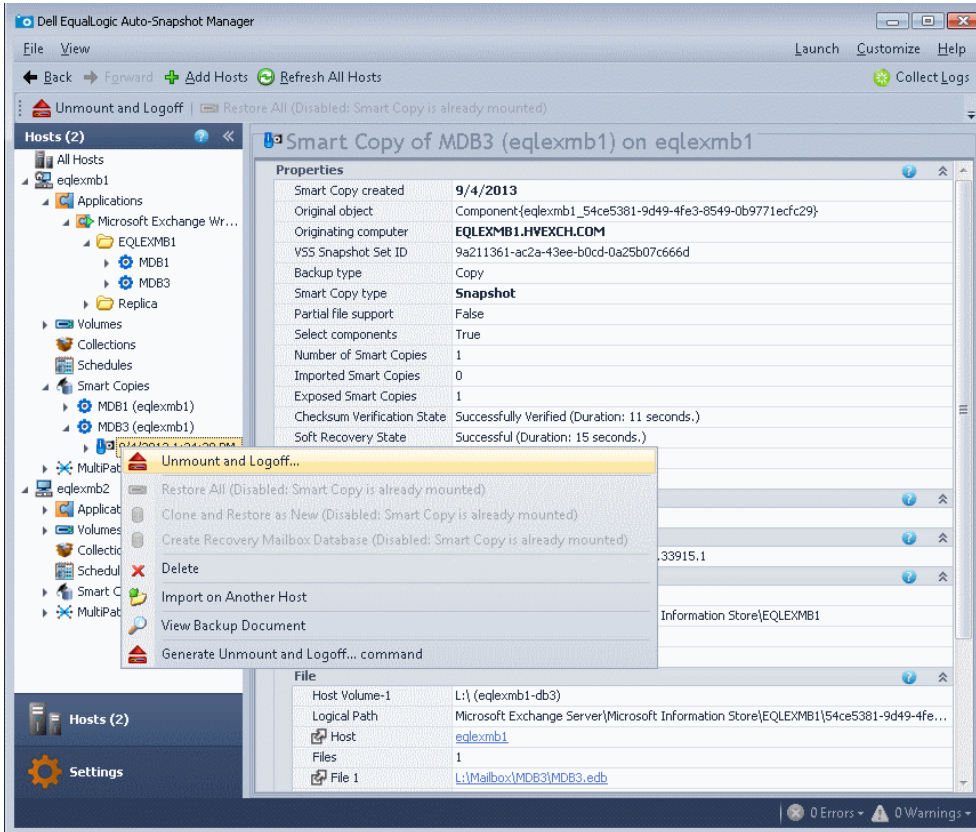 Dell EqualLogic Auto-Snapshot Manager
File View Launch Customize Help
Back Forward Add Hosts Refresh All Hosts Collect Logs
Unmount and Logoff | Restore All (Disabled: Smart Copy is already mounted)
Hosts (2)
All Hosts
eqlexmb1
Applications
Microsoft Exchange Wr...
EQLEXMB1
MDB1
MDB3
Replica
Volumes
Collections
Schedules
Smart Copies
MDB1 (eqlexmb1)
MDB3 (eqlexmb1)
MultiPat
eqlexmb2
Applicat
Volumes
Collectic
Schedul
Smart C
MultiPat
Smart Copy of MDB3 (eqlexmb1) on eqlexmb1
Properties
Smart Copy created 9/4/2013
Original object Component{eqlexmb1_54ce5381-9d49-4fe3-8549-0b9771ecfc29}
Originating computer EQLEXMB1.HVEXCH.COM
VSS Snapshot Set ID 9a211361-ac2a-43ee-b0cd-0a25b07c666d
Backup type Copy
Smart Copy type Snapshot
Partial file support False
Select components True
Number of Smart Copies 1
Imported Smart Copies 0
Exposed Smart Copies 1
Checksum Verification State Successfully Verified (Duration: 11 seconds.)
Soft Recovery State Successful (Duration: 15 seconds.)
Unmount and Logoff...
Restore All (Disabled: Smart Copy is already mounted)
Clone and Restore as New (Disabled: Smart Copy is already mounted)
Create Recovery Mailbox Database (Disabled: Smart Copy is already mounted)
Delete
Import on Another Host
View Backup Document
Generate Unmount and Logoff... command
.33915.1
Information Store\EQLEXMB1
File
Host Volume-1 L:\ (eqlexmb1-db3)
Logical Path Microsoft Exchange Server\Microsoft Information Store\EQLEXMB1\54ce5381-9d49-4fe...
Host eqlexmb1
Files 1
File 1 L:\Mailbox\MDB3\MDB3.edb
Hosts (2)
Settings
0 Errors 0 Warnings